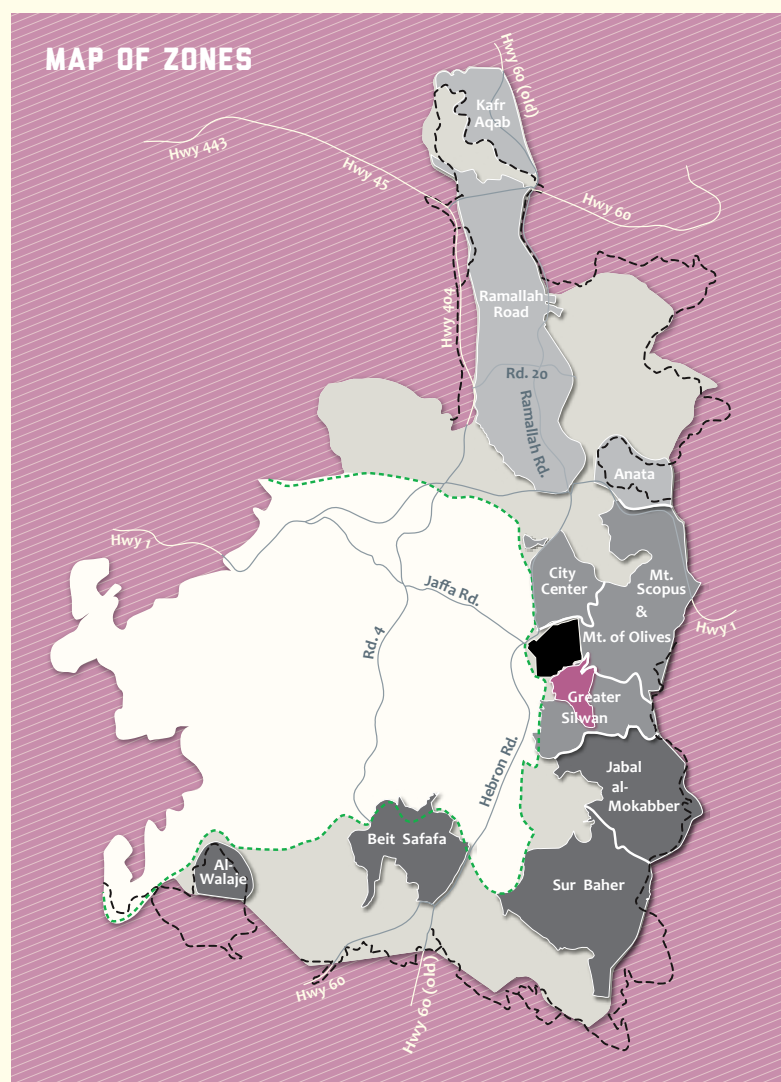 MAP OF ZONES
Hwy 60 (old)
Kafr
Aqab
Hwy 443
Hwy 45
Hwy 60
Ramallah
Road
Hwy 404
Rd. 20
Ramallah Rd.
Anata
Hwy 1
City
Center
Mt.
Scopus
&
Mt. of Olives
Jaffa Rd.
Hwy 1
Rd. 4
Greater
Silwan
Hebron Rd.
Jabal
al-
Mokabber
Beit Safafa
Al-
Walaje
Sur Baher
Hwy 60
Hwy 60 (old)